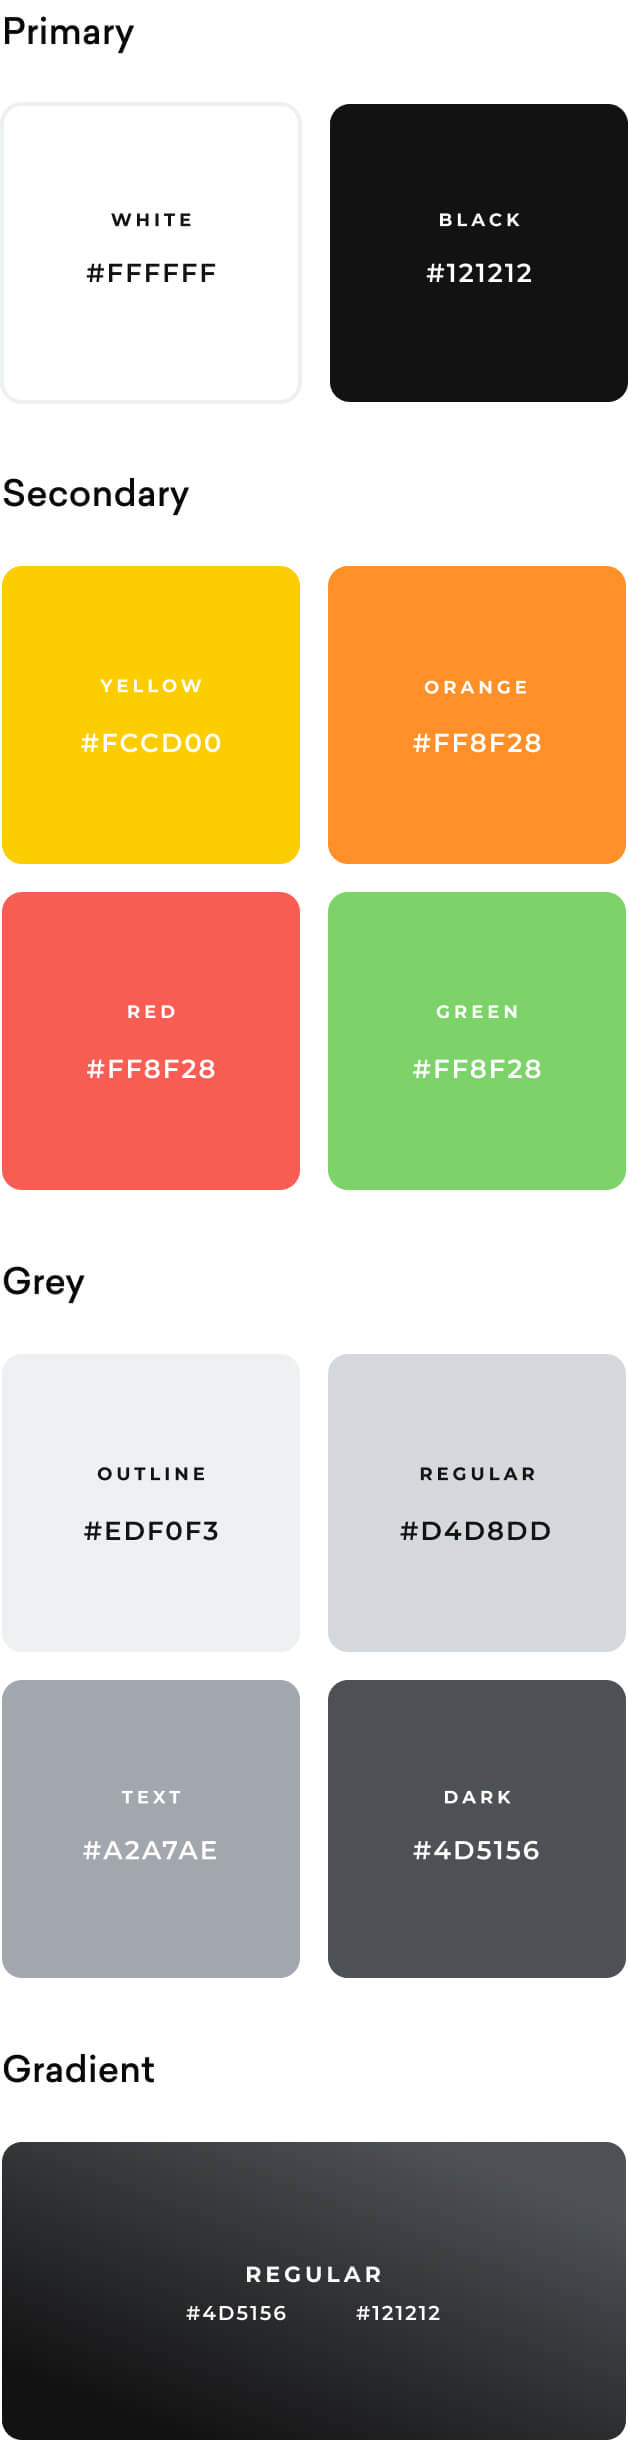 Primary
WHITE
#FFFFFF
BLACK
#121212
Secondary
YELLOW
#FCCD00
ORANGE
#FF8F28
RED
#FF8F28
GREEN
#FF8F28
Grey
OUTLINE
#EDF0F3
REGULAR
#D4D8DD
TEXT
#A2A7AE
DARK
#4D5156
Gradient
REGULAR
#4D5156 #121212